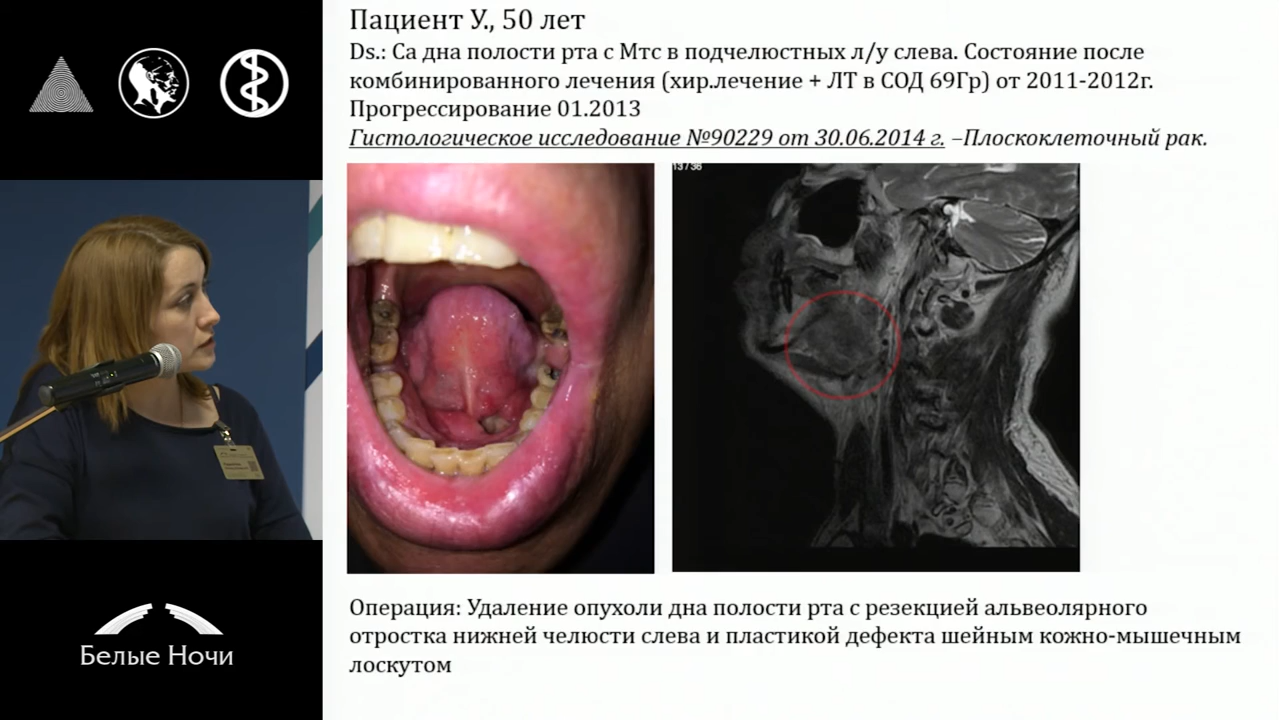 Пациент У., 50 лет
Ds.: Са дна полости рта с Мтс в подчелюстных л/у слева. Состояние после
комбинированного лечения (хир.лечение + ЛТ в СОД 69Гр) от 2011-2012г.
Прогрессирование 01.2013
Гистологическое исследование №90229 от 30.06.2014 г. –Плоскоклеточный рак.
13 / 36
Операция: Удаление опухоли дна полости рта с резекцией альвеолярного
отростка нижней челюсти слева и пластикой дефекта шейным кожно-мышечным
лоскутом
Белые Ночи